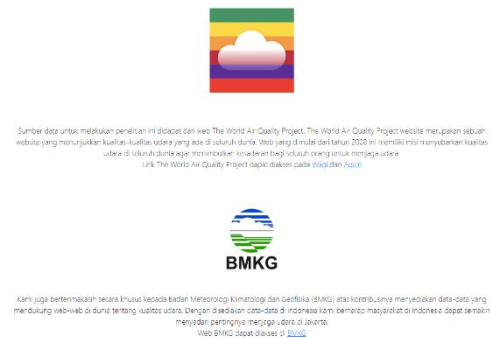 Sumber data untuk melakukan penelitian ini didapat dari web The World Air Quality Project. The World Air Quality Project website merupakan sebuah
website yang menunjukkan kualitas-kualitas udara yang ada di seluruh dunia. Web yang dimulai dari tahun 2008 ini memiliki misi menyebarkan kualitas
udara di seluruh dunia agar menimbulkan kesadaran bagi seluruh orang untuk menjaga udara
Link The World Air Quality Project dapat diakses pada Waqi dan Aqicn
BMKG
Kami juga berterimakasih secara khusus kepada Badan Meteorologi Klimatologi dan Geofisika (BMKG) atas kontribusinya menyediakan data-data yang
mendukung web-web di dunia tentang kualitas udara. Dengan disediakan data-data di Indonesia kami berharap masyarakat di Indonesia dapat semakin
menyadari pentingnya menjaga udara di Jakarta.
Web BMKG dapat diakses di BMKG